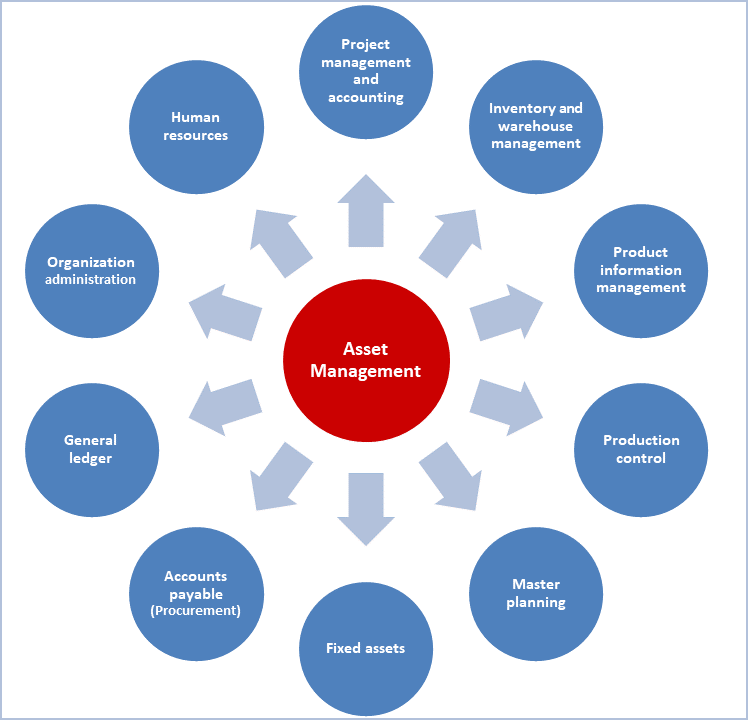 Project
management
and
accounting
Inventory and
warehouse
management
Product
information
management
Production
control
Master
planning
Fixed assets
Accounts
payable
(Procurement)
General
ledger
Organization
administration
Human
resources
Asset
Management